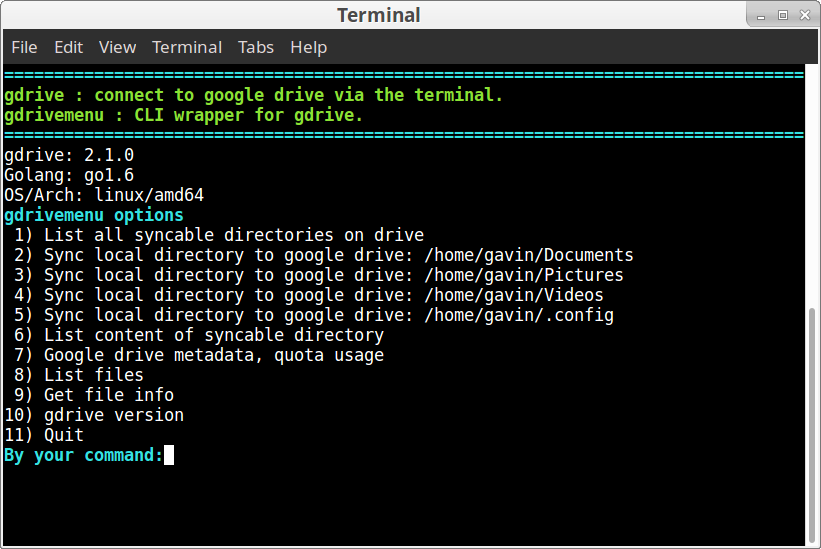 Terminal
File Edit View Terminal Tabs Help
================================================================================
gdrive : connect to google drive via the terminal.
gdrivemenu : CLI wrapper for gdrive.
================================================================================
gdrive: 2.1.0
Golang: go1.6
OS/Arch: linux/amd64
gdrivemenu options
1) List all syncable directories on drive
2) Sync local directory to google drive: /home/gavin/Documents
3) Sync local directory to google drive: /home/gavin/Pictures
4) Sync local directory to google drive: /home/gavin/Videos
5) Sync local directory to google drive: /home/gavin/.config
6) List content of syncable directory
7) Google drive metadata, quota usage
8) List files
9) Get file info
10) gdrive version
11) Quit
By your command: